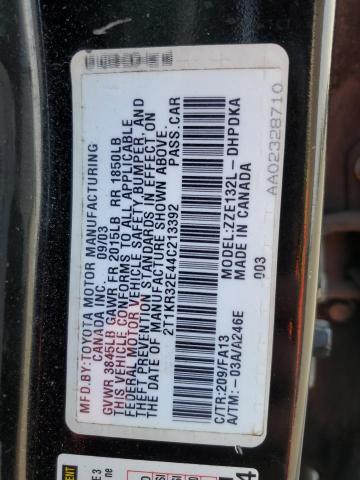 MFD.BY:TOYOTA MOTOR MANUFACTURING
CANADA INC. 09/03
GVWR 3845LB GAWR FR 2015LB RR 1850LB
THIS VEHICLE CONFORMS TO ALL APPLICABLE
FEDERAL MOTOR VEHICLE SAFETY, BUMPER, AND
THEFT PREVENTION STANDARDS IN EFFECT ON
THE DATE OF MANUFACTURE SHOWN ABOVE.
2T1KR32E44C213392 PASS.CAR
C/TR:209/FA13 MODEL:ZZE132L-DHPDKA
A/TM:-03A/A246E MADE IN CANADA
003
AA02328710